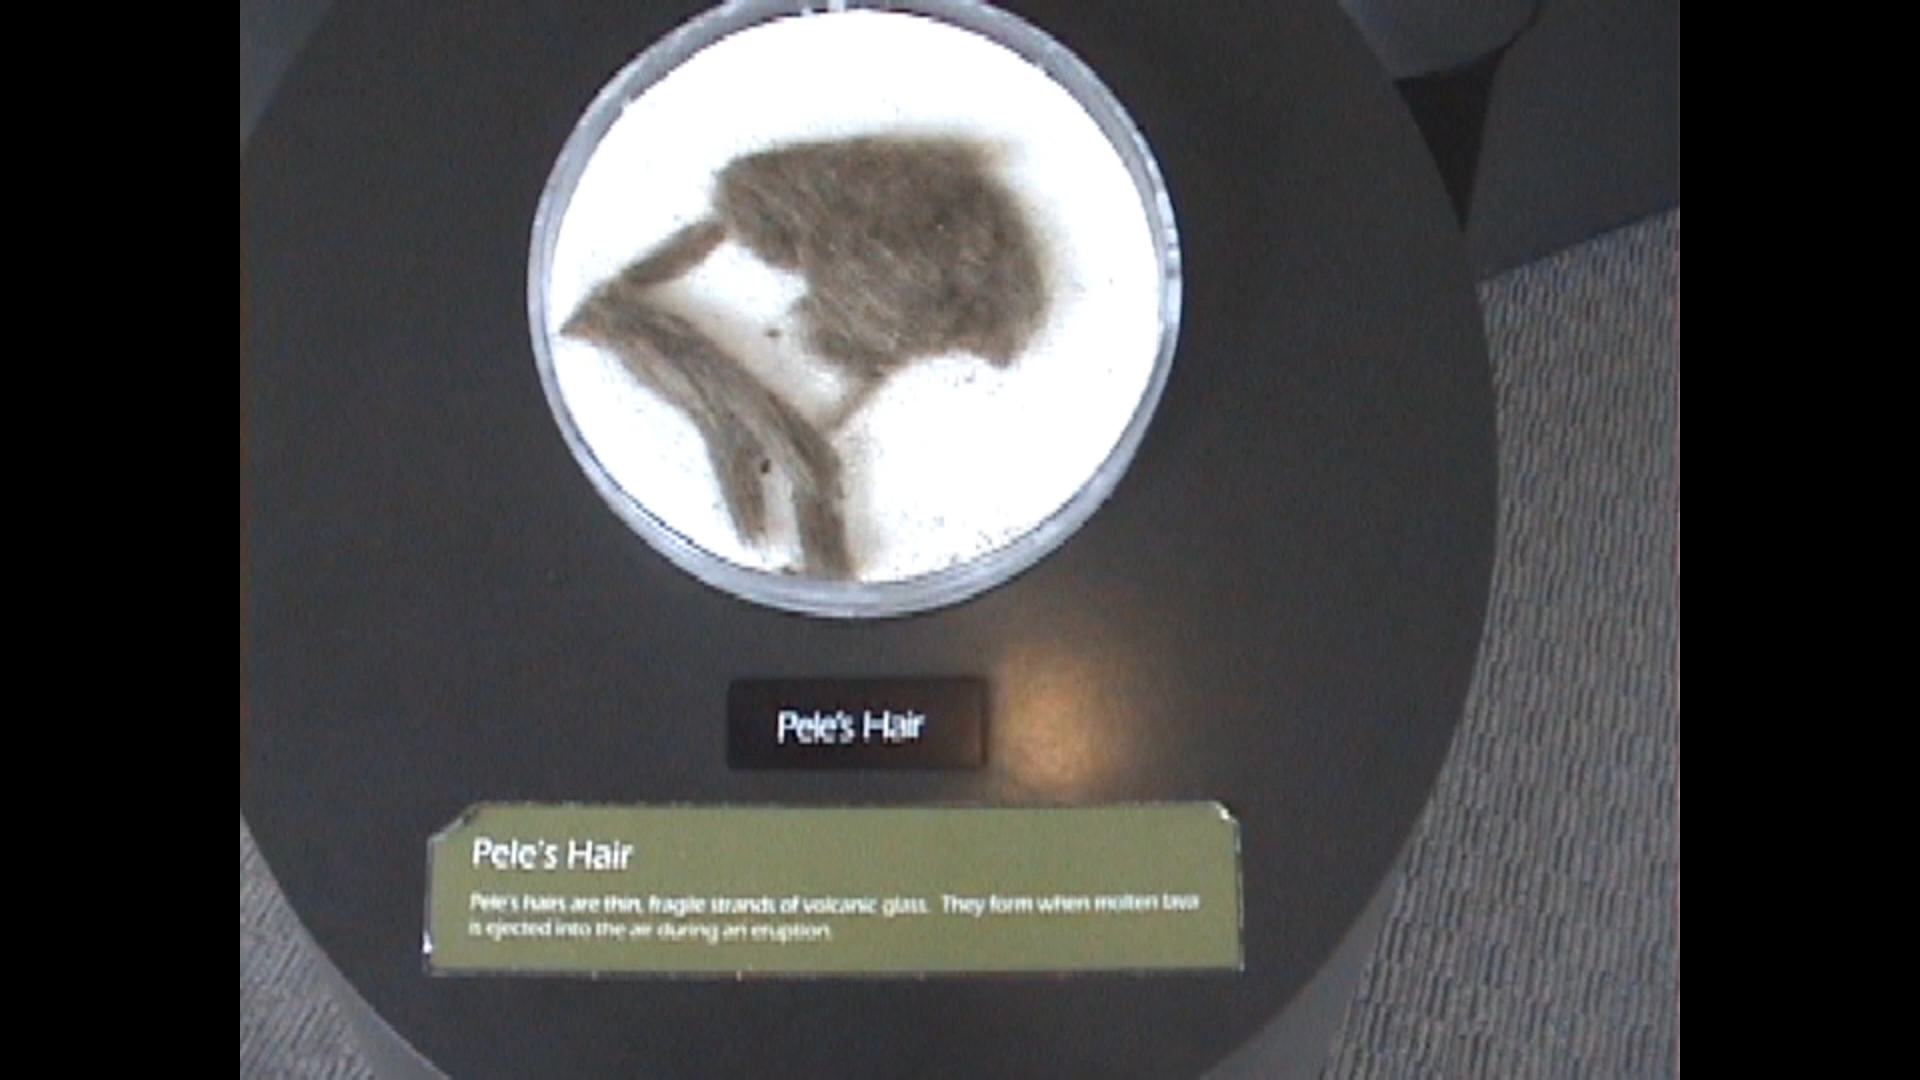 Pele's Hair
Pele's Hair
Pele's hairs are thin, fragile strands of volcanic glass. They form when molten lava
is ejected into the air during an eruption.